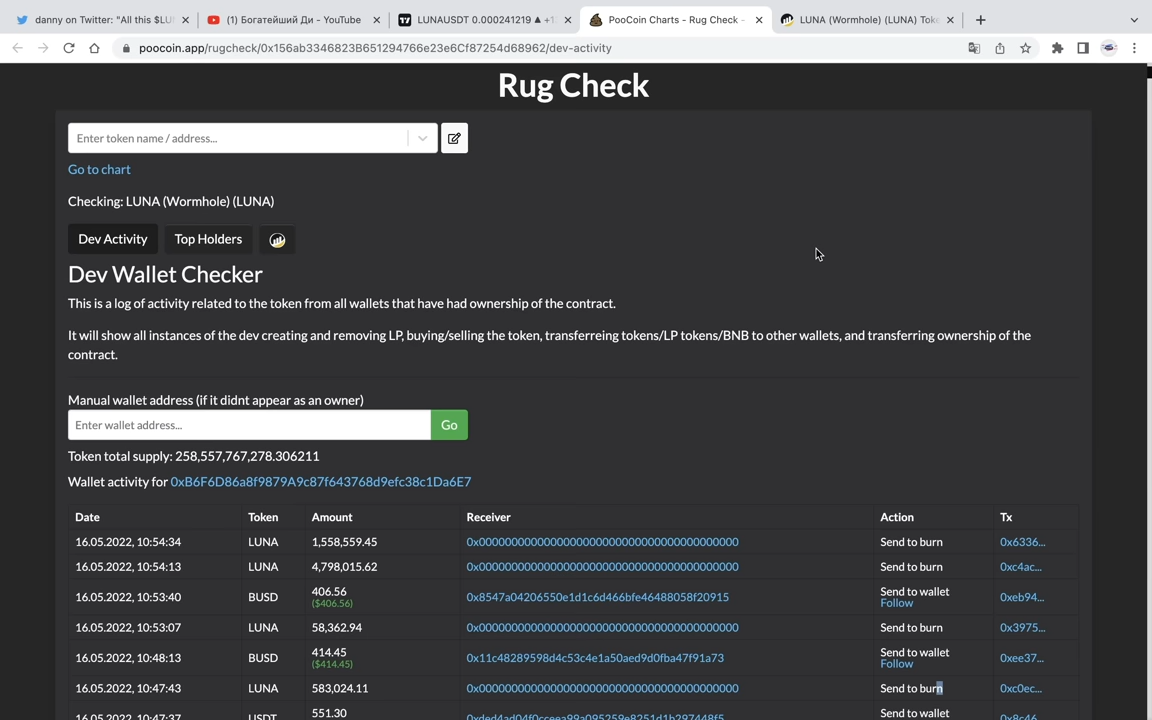 danny on Twitter: "All this $LU
(1) Богатейший Ди - YouTube
LUNAUSDT 0.000241219 ▲ +1
PooCoin Charts - Rug Check -
LUNA (Wormhole) (LUNA) Tok
poocoin.app/rugcheck/0x156ab3346823B651294766e23e6Cf87254d68962/dev-activity
Rug Check
Enter token name / address...
Go to chart
Checking: LUNA (Wormhole) (LUNA)
Dev Activity Top Holders
Dev Wallet Checker
This is a log of activity related to the token from all wallets that have had ownership of the contract.
It will show all instances of the dev creating and removing LP, buying/selling the token, transferreing tokens/LP tokens/BNB to other wallets, and transferring ownership of the
contract.
Manual wallet address (if it didnt appear as an owner)
Enter wallet address... Go
Token total supply: 258,557,767,278.306211
Wallet activity for 0xB6F6D86a8f9879A9c87f643768d9efc38c1Da6E7
Date Token Amount Receiver Action Tx
16.05.2022, 10:54:34 LUNA 1,558,559.45 0x0000000000000000000000000000000000000000 Send to burn 0x6336...
16.05.2022, 10:54:13 LUNA 4,798,015.62 0x0000000000000000000000000000000000000000 Send to burn 0xc4ac...
16.05.2022, 10:53:40 BUSD 406.56 0x8547a04206550e1d1c6d466bfe46488058f20915 Send to wallet 0xeb94...
($406.56) Follow
16.05.2022, 10:53:07 LUNA 58,362.94 0x0000000000000000000000000000000000000000 Send to burn 0x3975...
16.05.2022, 10:48:13 BUSD 414.45 0x11c48289598d4c53c4e1a50aed9d0fba47f91a73 Send to wallet 0xee37...
($414.45) Follow
16.05.2022, 10:47:43 LUNA 583,024.11 0x0000000000000000000000000000000000000000 Send to burn 0xc0ec...
16.05.2022, 10:47:37 USDT 551.30 0xded4ad04f0cceea99a095259e8251d1b297448f5 Send to wallet 0x8c46...